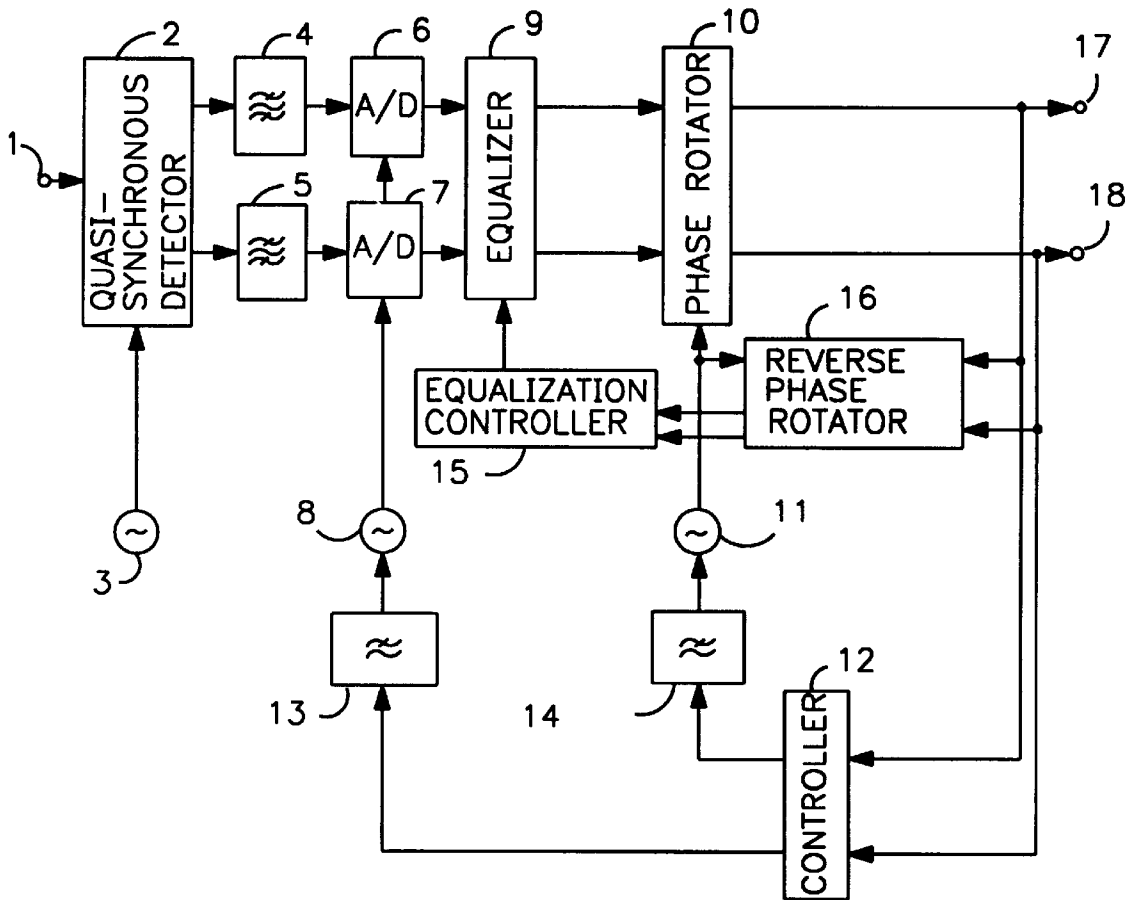 2
4
6
9
10
17
1
QUASI-
SYNCHRONOUS
DETECTOR
A/D
EQUALIZER
PHASE ROTATOR
5
7
A/D
18
16
EQUALIZATION
CONTROLLER
REVERSE
PHASE
ROTATOR
15
3
8
11
13
14
12
CONTROLLER